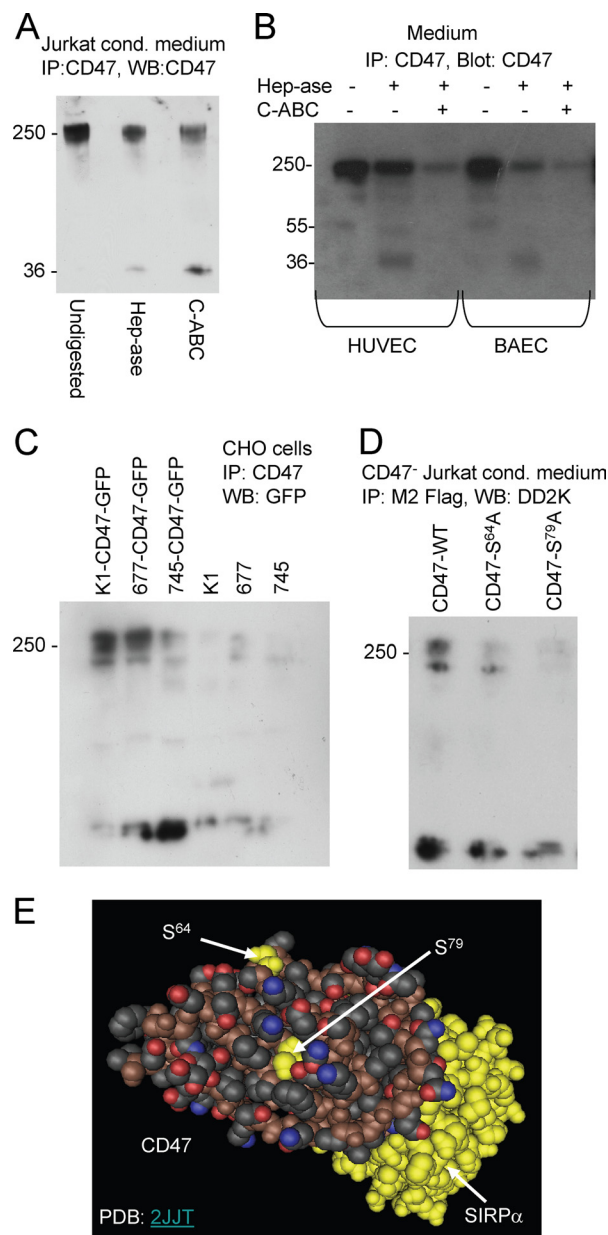 A
Jurkat cond. medium
IP:CD47, WB:CD47
250
36
Undigested
Hep-ase
C-ABC
B
Medium
IP: CD47, Blot: CD47
Hep-ase - + + - + +
C-ABC - - + - - +
250-
55-
36-
HUVEC BAEC
C
CHO cells
IP: CD47
WB: GFP
K1-CD47-GFP
677-CD47-GFP
745-CD47-GFP
K1
677
745
250
D
CD47⁻ Jurkat cond. medium
IP: M2 Flag, WB: DD2K
CD47-WT
CD47-S⁶⁴A
CD47-S⁷⁹A
250
E
S⁶⁴
S⁷⁹
CD47
SIRPα
PDB: 2JJT